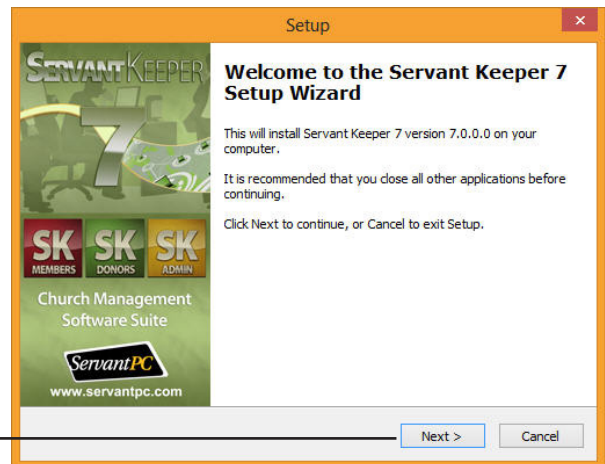 Setup
SERVANT KEEPER
7
SK
MEMBERS
SK
DONORS
SK
ADMIN
Church Management
Software Suite
ServantPC
www.servantpc.com
Welcome to the Servant Keeper 7
Setup Wizard
This will install Servant Keeper 7 version 7.0.0.0 on your
computer.
It is recommended that you close all other applications before
continuing.
Click Next to continue, or Cancel to exit Setup.
Next >
Cancel